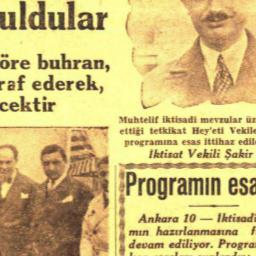 uldular
öre buhran,
raf ederek,
cektir
Muhtelif iktisadi mevzular üz
ettiği tetkikat Hey'eti Vekile
programına esas ittihaz edil
İktisat Vekili Şakir
Programın esa
Ankara 10 — İktisadi
mın hazırlanmasına
devam ediliyor. Progra